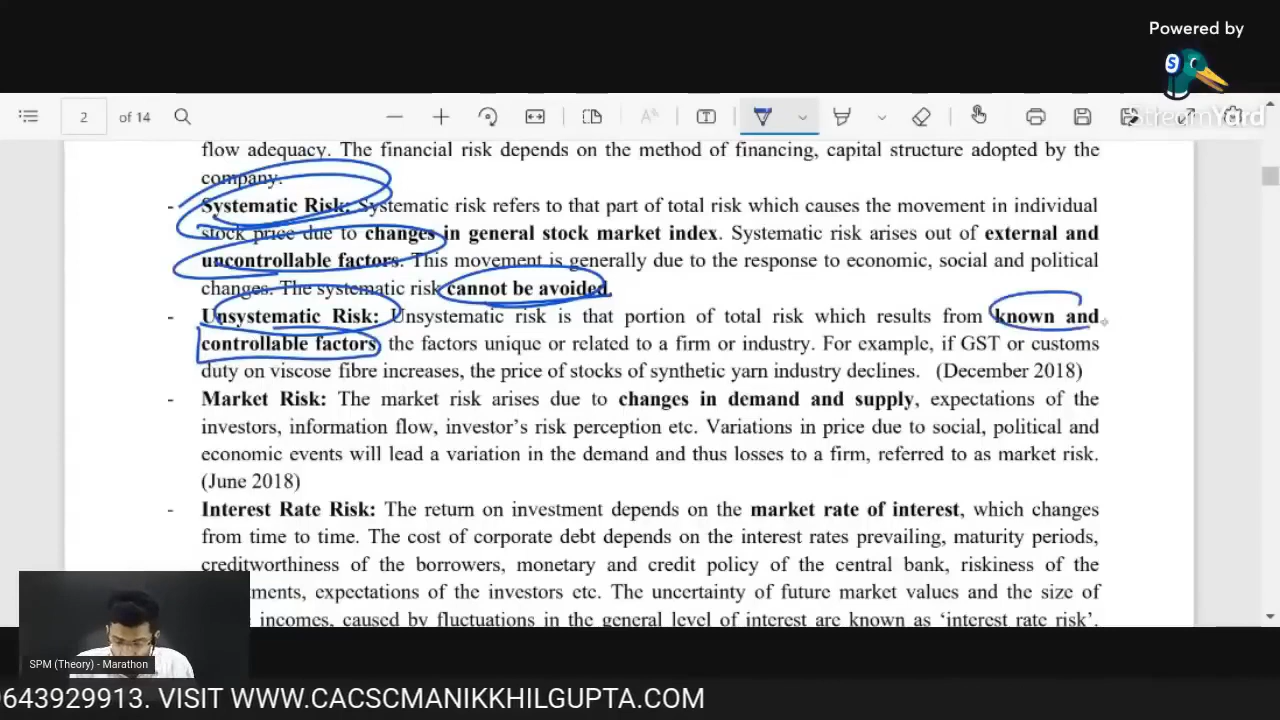 Powered by
S
StreamYard
2 of 14
flow adequacy. The financial risk depends on the method of financing, capital structure adopted by the
company.
- Systematic Risk: Systematic risk refers to that part of total risk which causes the movement in individual
stock price due to changes in general stock market index. Systematic risk arises out of external and
uncontrollable factors. This movement is generally due to the response to economic, social and political
changes. The systematic risk cannot be avoided.
- Unsystematic Risk: Unsystematic risk is that portion of total risk which results from known and
controllable factors, the factors unique or related to a firm or industry. For example, if GST or customs
duty on viscose fibre increases, the price of stocks of synthetic yarn industry declines. (December 2018)
- Market Risk: The market risk arises due to changes in demand and supply, expectations of the
investors, information flow, investor's risk perception etc. Variations in price due to social, political and
economic events will lead a variation in the demand and thus losses to a firm, referred to as market risk.
(June 2018)
- Interest Rate Risk: The return on investment depends on the market rate of interest, which changes
from time to time. The cost of corporate debt depends on the interest rates prevailing, maturity periods,
creditworthiness of the borrowers, monetary and credit policy of the central bank, riskiness of the
expectations of the investors etc. The uncertainty of future market values and the size of
incomes, caused by fluctuations in the general level of interest are known as 'interest rate risk'.
SPM (Theory) - Marathon
643929913. VISIT WWW.CACSCMANIKKHILGUPTA.COM